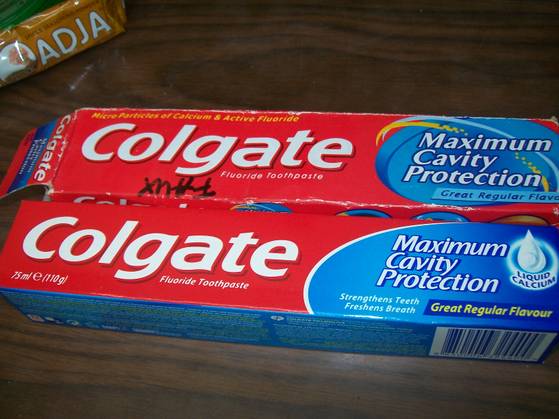 ADJA
Micro Particles of Calcium & Active Fluoride
Colgate
Colgate
Fluoride Toothpaste
Maximum
Cavity
Protection
Great Regular Flavo
Colgate
Colgate
75ml e (110g)
Fluoride Toothpaste
Maximum
Cavity
Protection
LIQUID
CALCIUM
Strengthens Teeth
Freshens Breath
Great Regular Flavour